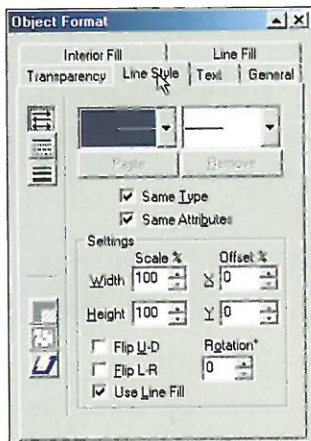 Object Format
Interior Fill Line Fill
Transparency Line Style Text General
Paste Remove
Same Type
Same Attributes
Settings
Scale % Offset %
Width 100 X 0
Height 100 Y 0
Flip U-D Rotation°
Flip L-R 0
Use Line Fill